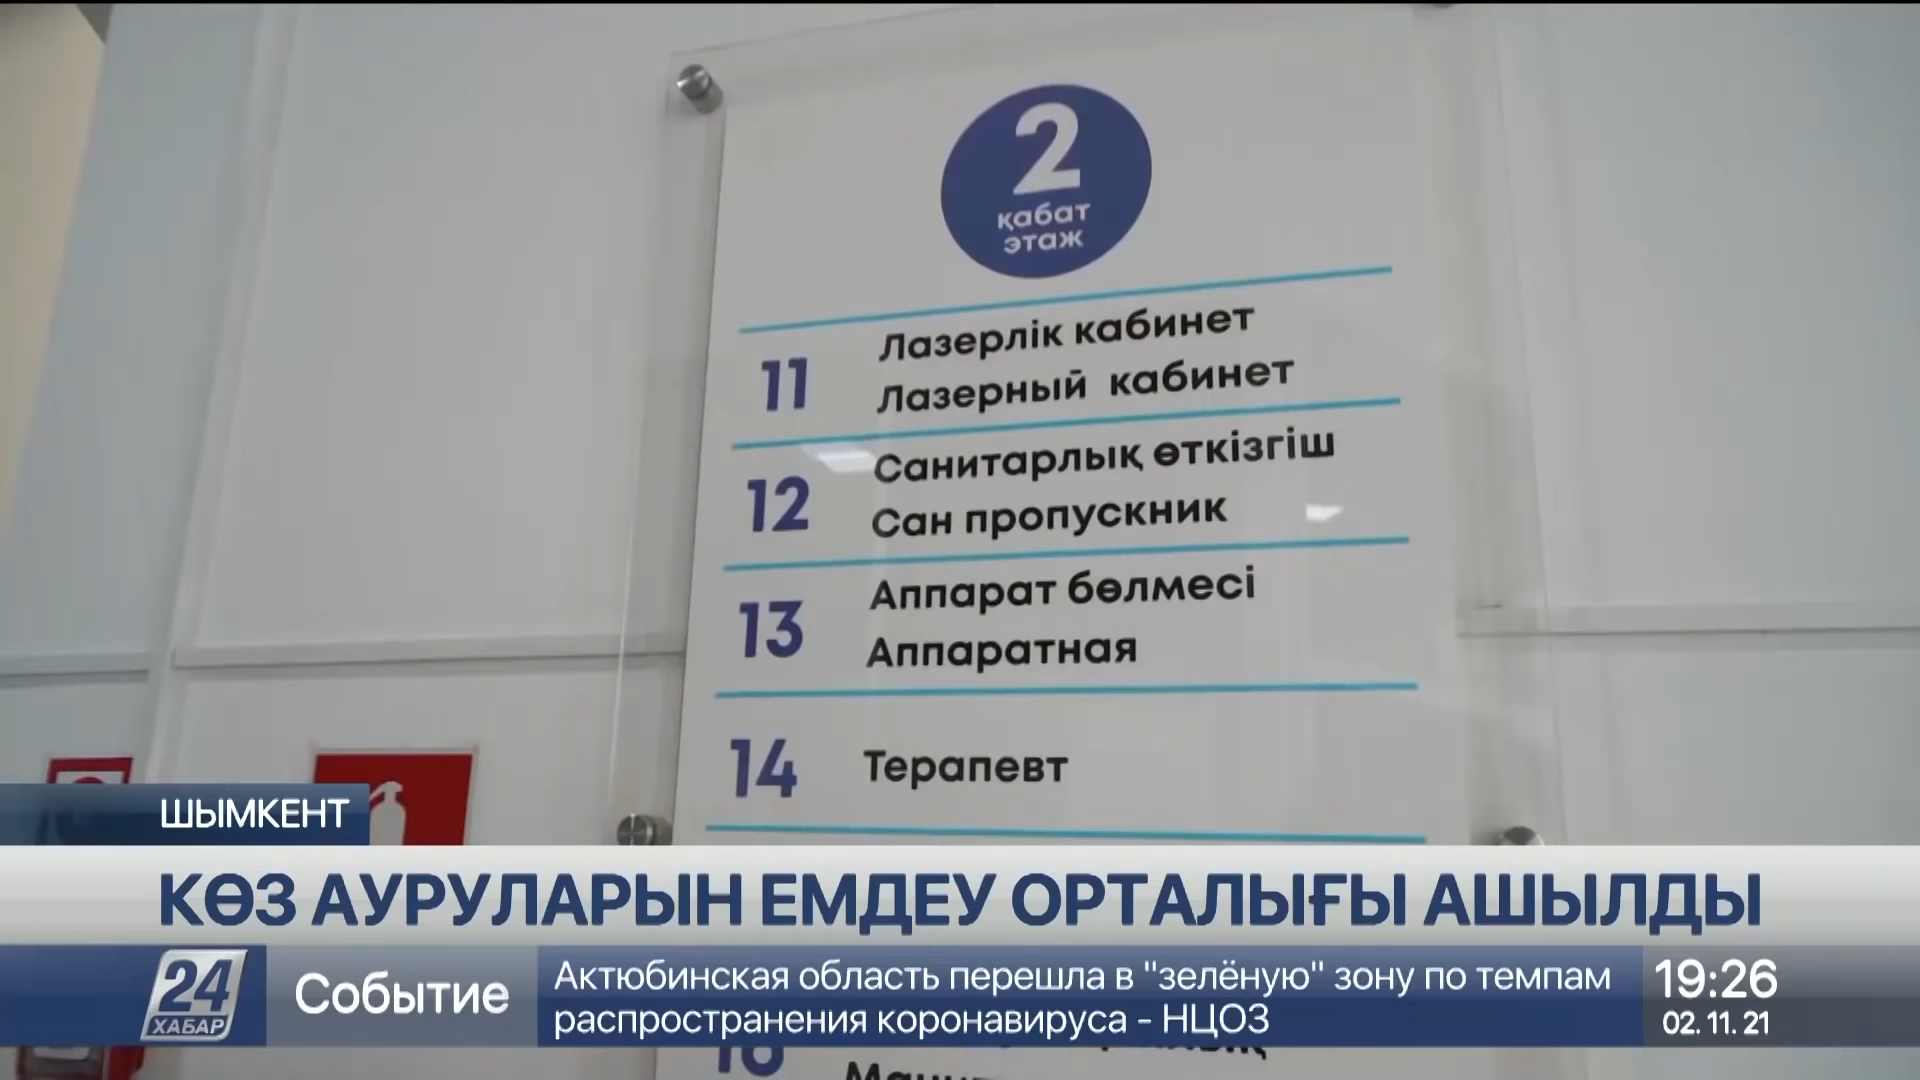 2
қабат
этаж
11
Лазерлік кабинет
Лазерный кабинет
12
Санитарлық өткізгіш
Сан пропускник
13
Аппарат бөлмесі
Аппаратная
14
Терапевт
ШЫМКЕНТ
КӨЗ АУРУЛАРЫН ЕМДЕУ ОРТАЛЫҒЫ АШЫЛДЫ
24
ХАБАР
Событие
Актюбинская область перешла в "зелёную" зону по темпам
распространения коронавируса - НЦОЗ
19:26
02. 11. 21
16